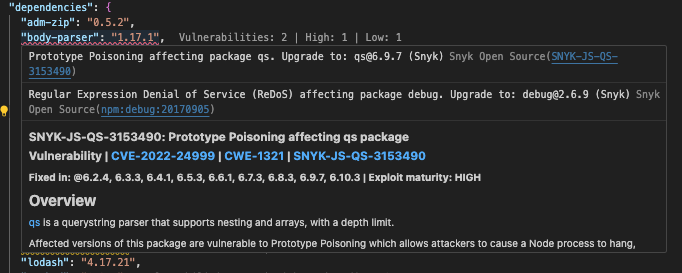 "dependencies": {
"adm-zip": "0.5.2",
"body-parser": "1.17.1", Vulnerabilities: 2 | High: 1 | Low: 1
Prototype Poisoning affecting package qs. Upgrade to: qs@6.9.7 (Snyk) Snyk Open Source(SNYK-JS-QS-
3153490)
Regular Expression Denial of Service (ReDoS) affecting package debug. Upgrade to: debug@2.6.9 (Snyk) Snyk
Open Source(npm:debug:20170905)
SNYK-JS-QS-3153490: Prototype Poisoning affecting qs package
Vulnerability | CVE-2022-24999 | CWE-1321 | SNYK-JS-QS-3153490
Fixed in: @6.2.4, 6.3.3, 6.4.1, 6.5.3, 6.6.1, 6.7.3, 6.8.3, 6.9.7, 6.10.3 | Exploit maturity: HIGH
Overview
qs is a querystring parser that supports nesting and arrays, with a depth limit.
Affected versions of this package are vulnerable to Prototype Poisoning which allows attackers to cause a Node process to hang,
"lodash": "4.17.21",